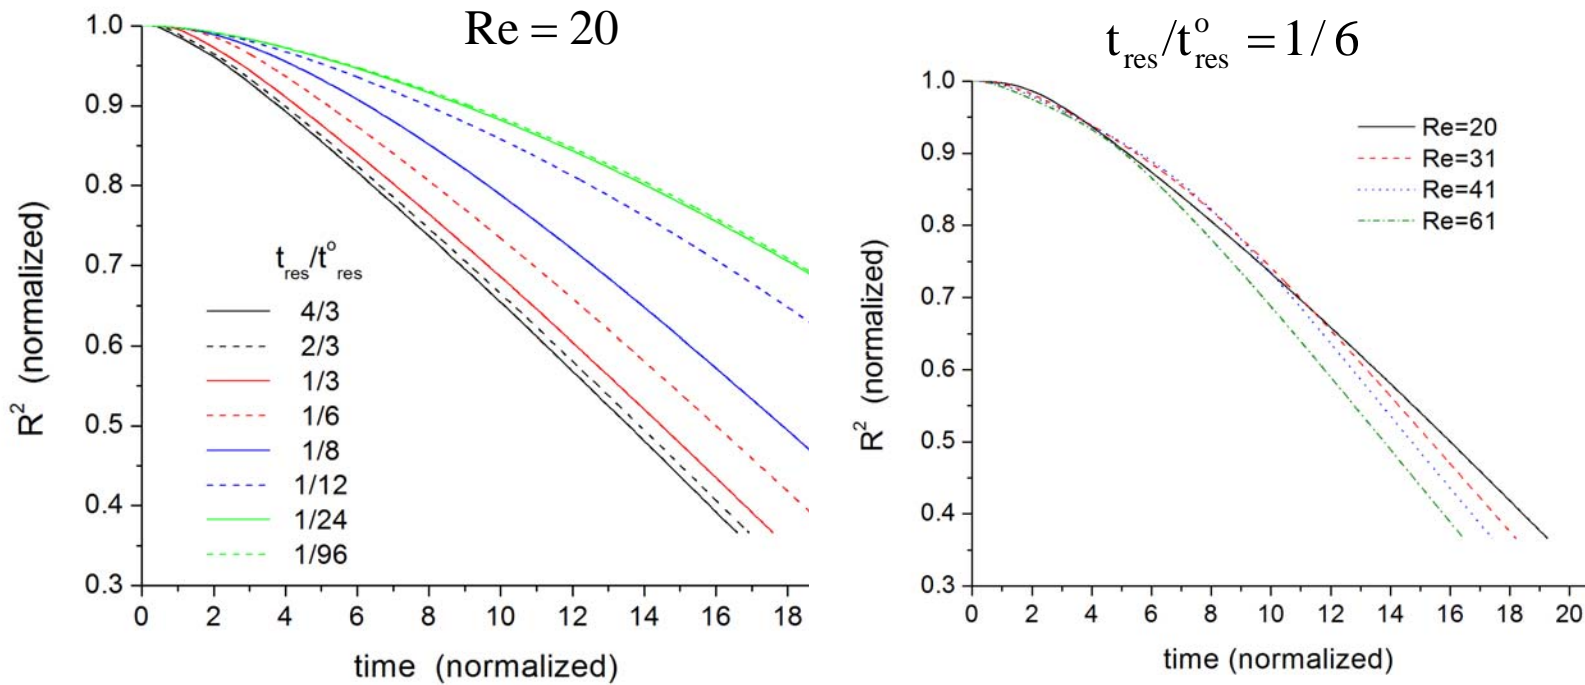 Re = 20
1.0
0.9
0.8
0.7
0.6
0.5
0.4
0.3
R² (normalized)
t_res/t°_res
4/3
2/3
1/3
1/6
1/8
1/12
1/24
1/96
0 2 4 6 8 10 12 14 16 18
time (normalized)
t_res/t°_res = 1/6
1.0
0.9
0.8
0.7
0.6
0.5
0.4
0.3
R² (normalized)
Re=20
Re=31
Re=41
Re=61
0 2 4 6 8 10 12 14 16 18 20
time (normalized)